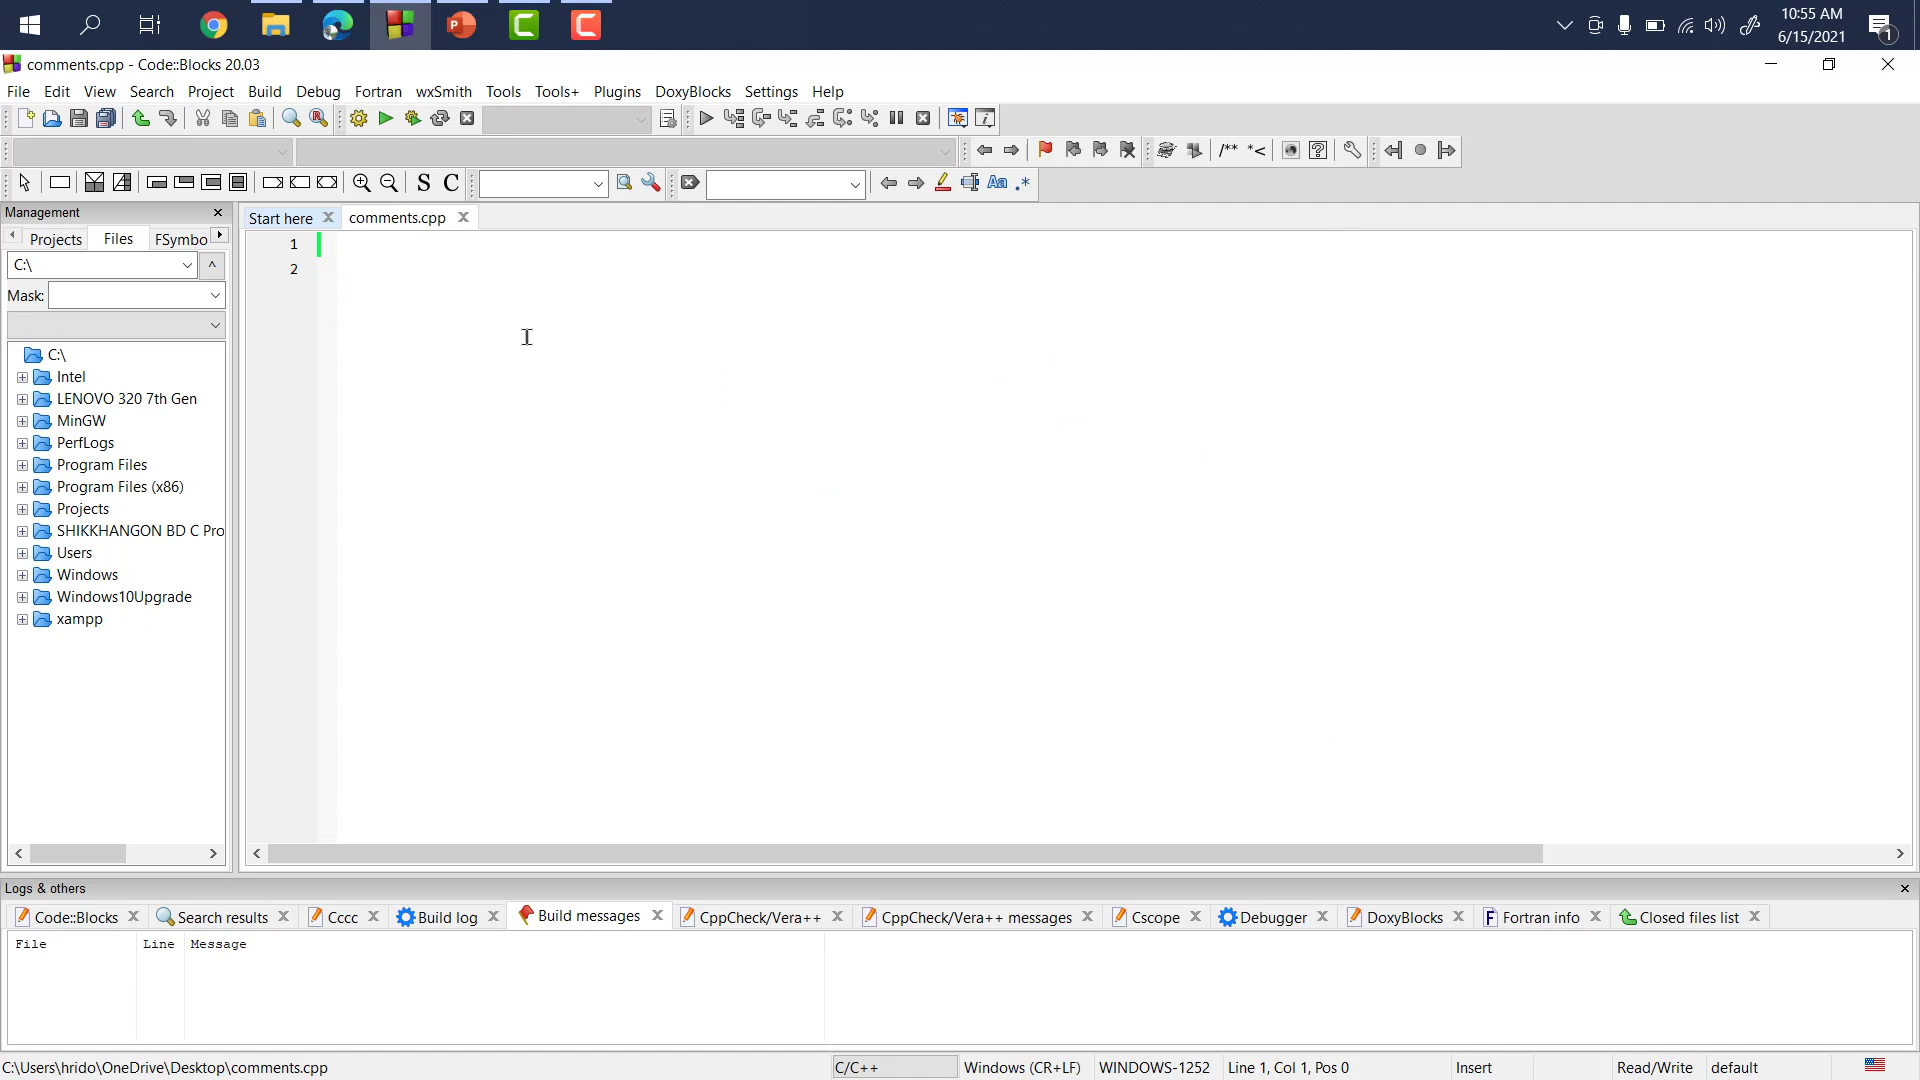 10:55 AM
6/15/2021
1
comments.cpp - Code::Blocks 20.03
File Edit View Search Project Build Debug Fortran wxSmith Tools Tools+ Plugins DoxyBlocks Settings Help
/** *<
S C Aa .*
Management
Projects Files FSymbo
Start here comments.cpp
C:\ ^
Mask:
1
2
C:\
Intel
LENOVO 320 7th Gen
MinGW
PerfLogs
Program Files
Program Files (x86)
Projects
SHIKKHANGON BD C Pro
Users
Windows
Windows10Upgrade
xampp
Logs & others
Code::Blocks Search results Cccc Build log Build messages CppCheck/Vera++ CppCheck/Vera++ messages Cscope Debugger DoxyBlocks Fortran info Closed files list
File Line Message
C:\Users\hrido\OneDrive\Desktop\comments.cpp C/C++ Windows (CR+LF) WINDOWS-1252 Line 1, Col 1, Pos 0 Insert Read/Write default